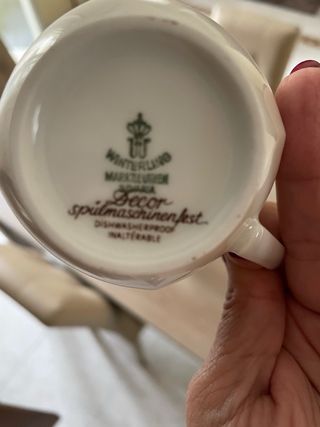 W
WINTERLING
MARKTLEUTHEN
BAVARIA
Decor
spülmaschinenfest
DISHWASHERPROOF
INALTÉRABLE